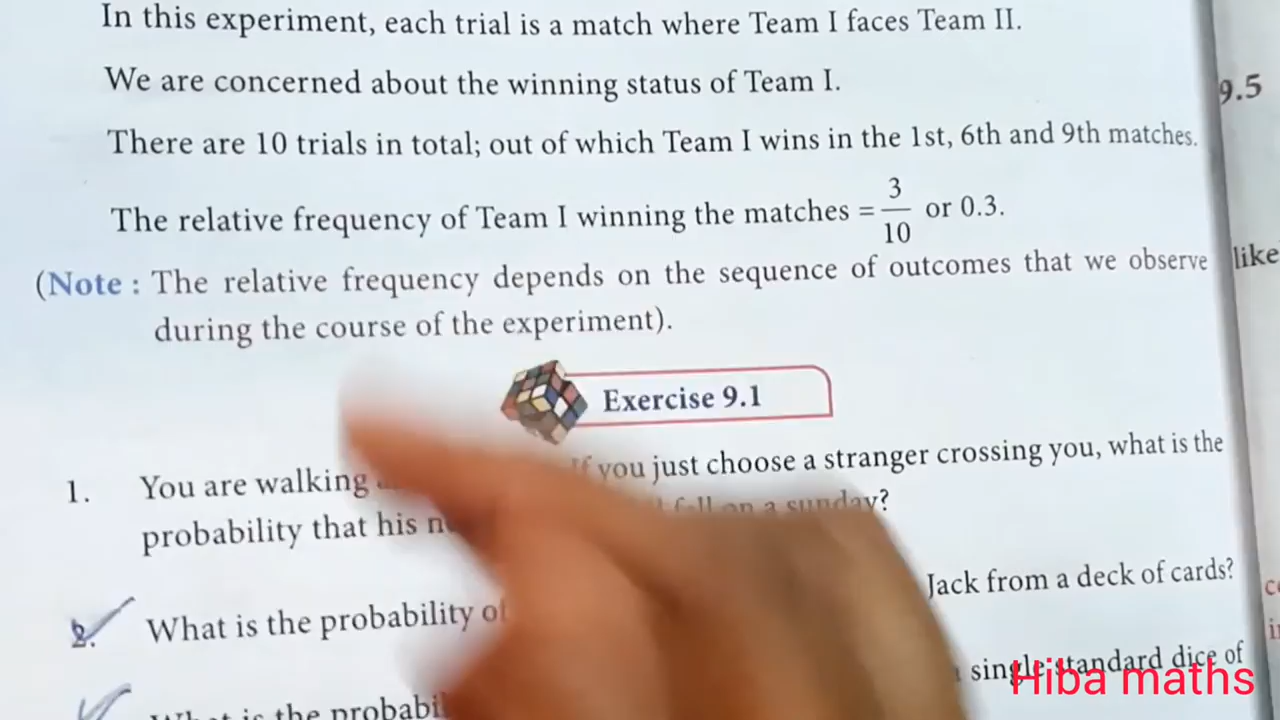 In this experiment, each trial is a match where Team I faces Team II.
We are concerned about the winning status of Team I.
9.5
There are 10 trials in total; out of which Team I wins in the 1st, 6th and 9th matches.
The relative frequency of Team I winning the matches = 3/10 or 0.3.
(Note : The relative frequency depends on the sequence of outcomes that we observe
like
during the course of the experiment).
Exercise 9.1
1. You are walking If you just choose a stranger crossing you, what is the
probability that his fall on a sunday?
2. What is the probability of Jack from a deck of cards?
What is the single standard dice of
Hiba maths